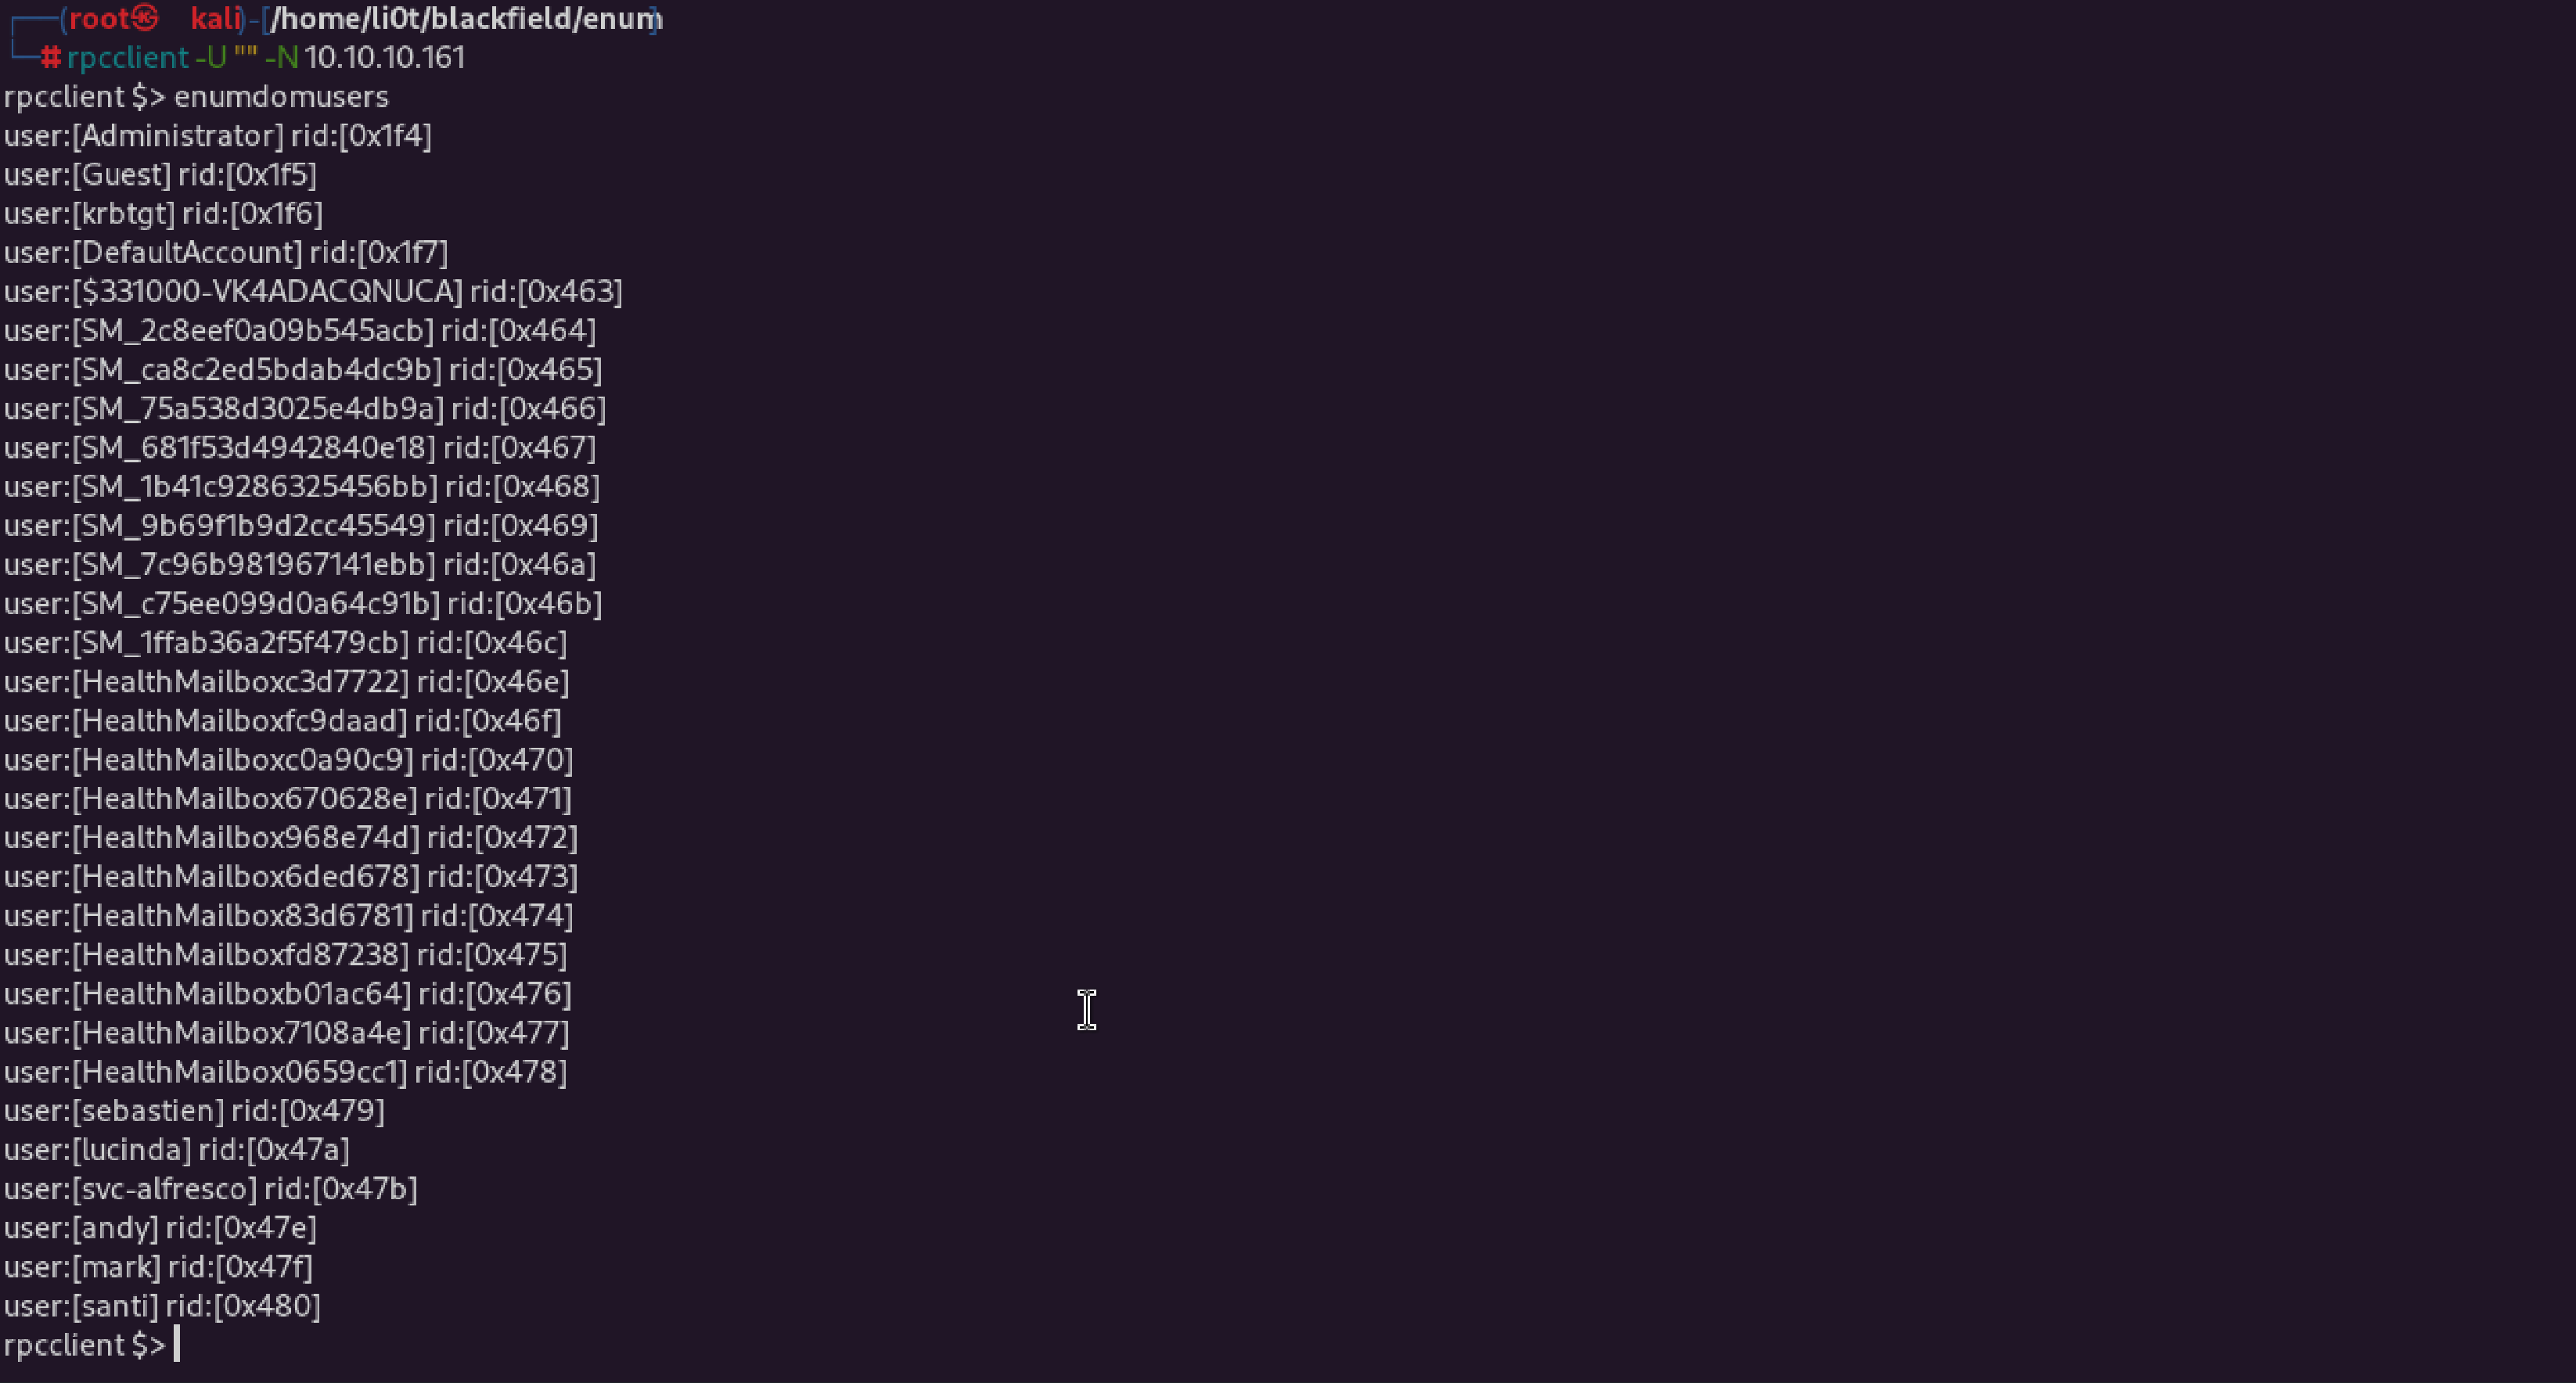 ┌──(root㉿kali)-[/home/li0t/blackfield/enum]
└─# rpcclient -U "" -N 10.10.10.161
rpcclient $> enumdomusers
user:[Administrator] rid:[0x1f4]
user:[Guest] rid:[0x1f5]
user:[krbtgt] rid:[0x1f6]
user:[DefaultAccount] rid:[0x1f7]
user:[$331000-VK4ADACQNUCA] rid:[0x463]
user:[SM_2c8eef0a09b545acb] rid:[0x464]
user:[SM_ca8c2ed5bdab4dc9b] rid:[0x465]
user:[SM_75a538d3025e4db9a] rid:[0x466]
user:[SM_681f53d4942840e18] rid:[0x467]
user:[SM_1b41c9286325456bb] rid:[0x468]
user:[SM_9b69f1b9d2cc45549] rid:[0x469]
user:[SM_7c96b981967141ebb] rid:[0x46a]
user:[SM_c75ee099d0a64c91b] rid:[0x46b]
user:[SM_1ffab36a2f5f479cb] rid:[0x46c]
user:[HealthMailboxc3d7722] rid:[0x46e]
user:[HealthMailboxfc9daad] rid:[0x46f]
user:[HealthMailboxc0a90c9] rid:[0x470]
user:[HealthMailbox670628e] rid:[0x471]
user:[HealthMailbox968e74d] rid:[0x472]
user:[HealthMailbox6ded678] rid:[0x473]
user:[HealthMailbox83d6781] rid:[0x474]
user:[HealthMailboxfd87238] rid:[0x475]
user:[HealthMailboxb01ac64] rid:[0x476]
user:[HealthMailbox7108a4e] rid:[0x477]
user:[HealthMailbox0659cc1] rid:[0x478]
user:[sebastien] rid:[0x479]
user:[lucinda] rid:[0x47a]
user:[svc-alfresco] rid:[0x47b]
user:[andy] rid:[0x47e]
user:[mark] rid:[0x47f]
user:[santi] rid:[0x480]
rpcclient $>